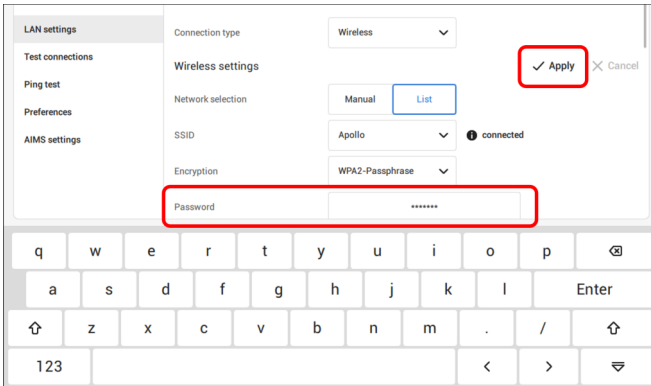 LAN settings
Test connections
Ping test
Preferences
AIMS settings
Connection type Wireless
Wireless settings Apply Cancel
Network selection Manual List
SSID Apollo connected
Encryption WPA2-Passphrase
Password *******
q w e r t y u i o p
a s d f g h j k l Enter
z x c v b n m . /
123 < >